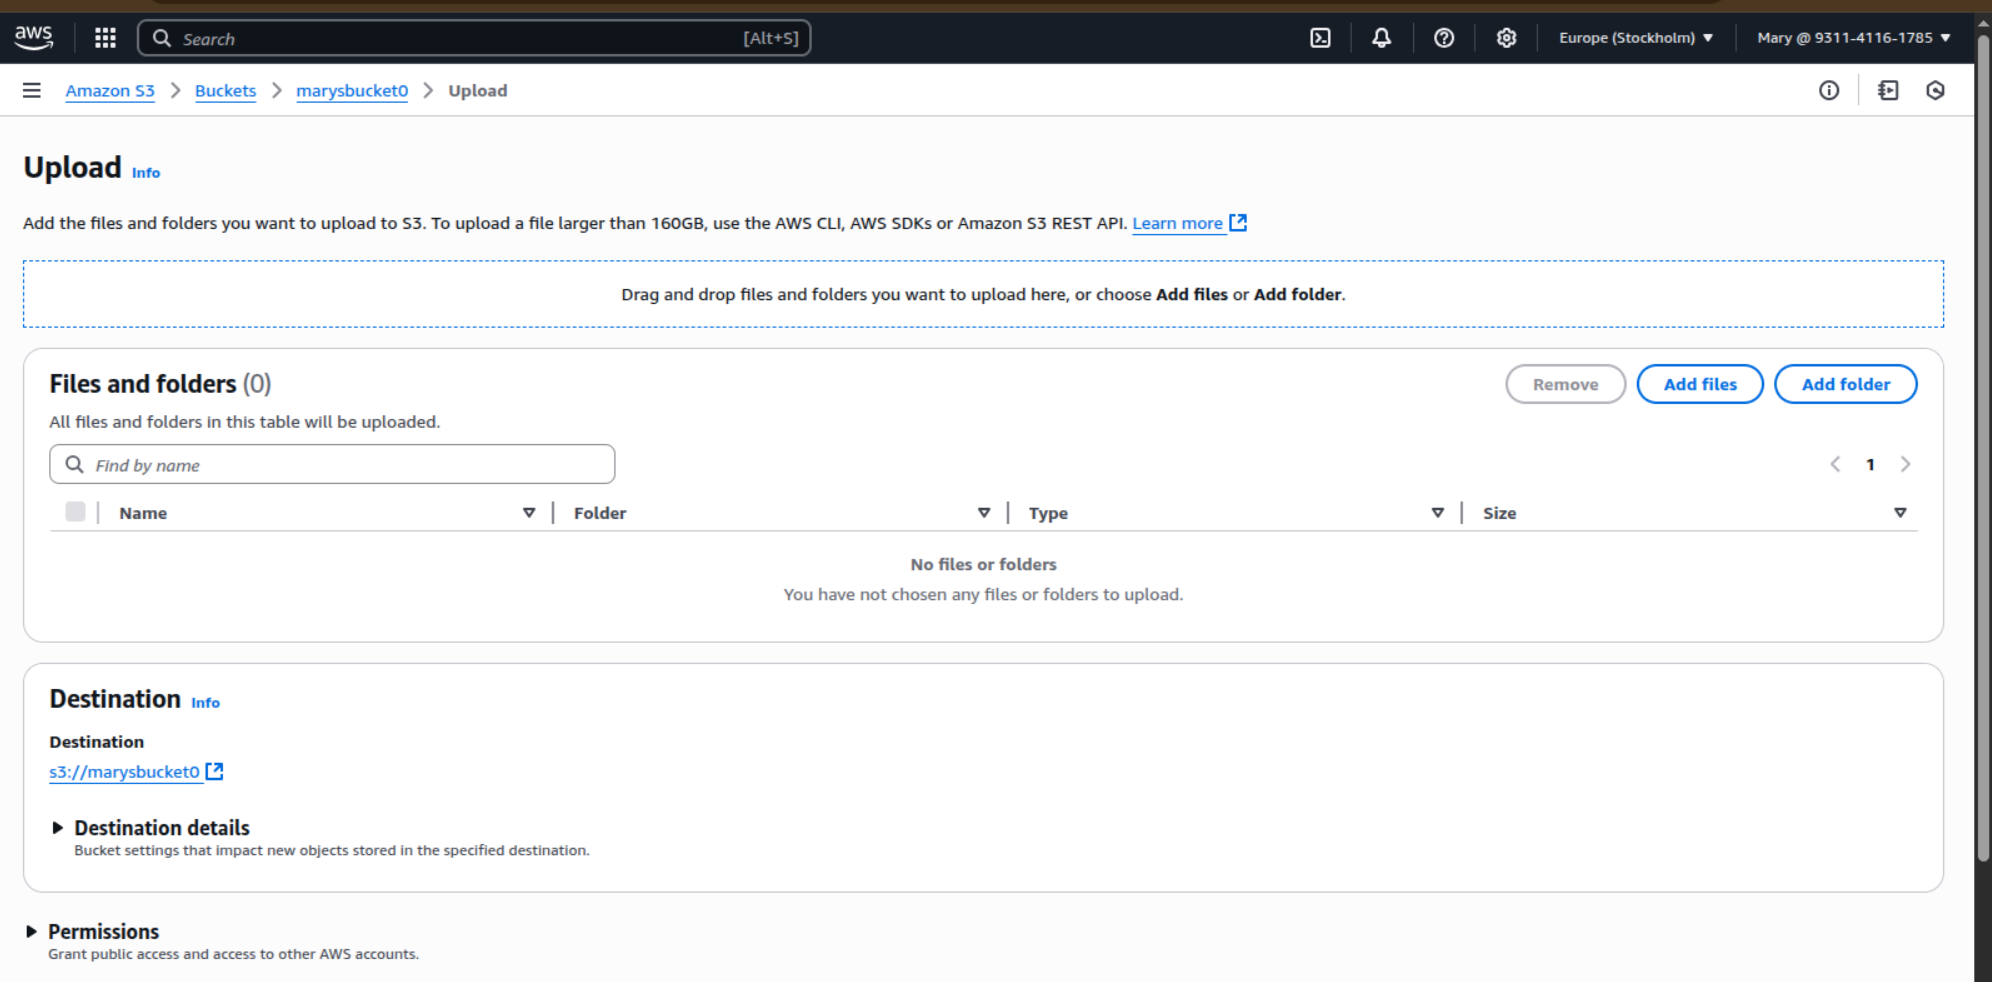 aws
Search [Alt+S]
Europe (Stockholm) Mary @ 9311-4116-1785
Amazon S3 Buckets marysbucket0 Upload
Upload Info
Add the files and folders you want to upload to S3. To upload a file larger than 160GB, use the AWS CLI, AWS SDKs or Amazon S3 REST API. Learn more
Drag and drop files and folders you want to upload here, or choose Add files or Add folder.
Files and folders (0)
Remove Add files Add folder
All files and folders in this table will be uploaded.
Find by name
1
Name Folder Type Size
No files or folders
You have not chosen any files or folders to upload.
Destination Info
Destination
s3://marysbucket0
Destination details
Bucket settings that impact new objects stored in the specified destination.
Permissions
Grant public access and access to other AWS accounts.